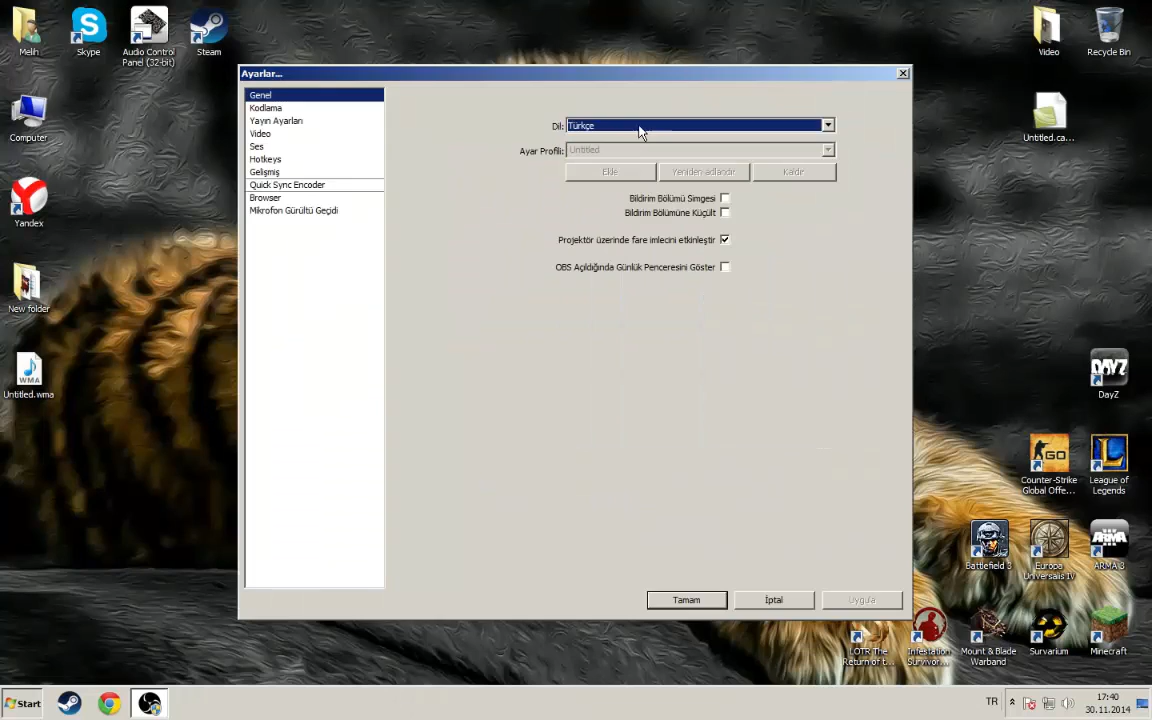 Melih
Skype
Audio Control
Panel (32-bit)
Steam
Video
Recycle Bin
Computer
Untitled.ca...
Yandex
New folder
Untitled.wma
WMA
Ayarlar...
Genel
Kodlama
Yayın Ayarları
Video
Ses
Hotkeys
Gelişmiş
Quick Sync Encoder
Browser
Mikrofon Gürültü Geçidi
Dil: Türkçe
Ayar Profili: Untitled
Ekle
Yeniden adlandır
Kaldır
Bildirim Bölümü Simgesi
Bildirim Bölümüne Küçült
Projektör üzerinde fare imlecini etkinleştir
OBS Açıldığında Günlük Penceresini Göster
Tamam
İptal
Uygula
DAYZ
DayZ
GO
Counter-Strike
Global Offe...
League of
Legends
Battlefield 3
Europa
Universalis IV
ARMA
ARMA 3
LOTR The
Return of t...
Infestation
Survivor...
Mount & Blade
Warband
Survarium
Minecraft
Start
TR
17:40
30.11.2014